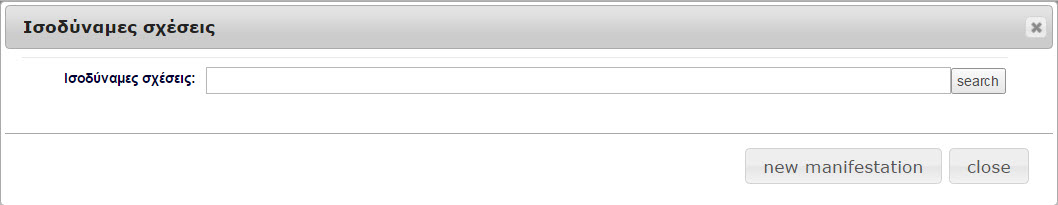 Ισοδύναμες σχέσεις
Ισοδύναμες σχέσεις: search
new manifestation close